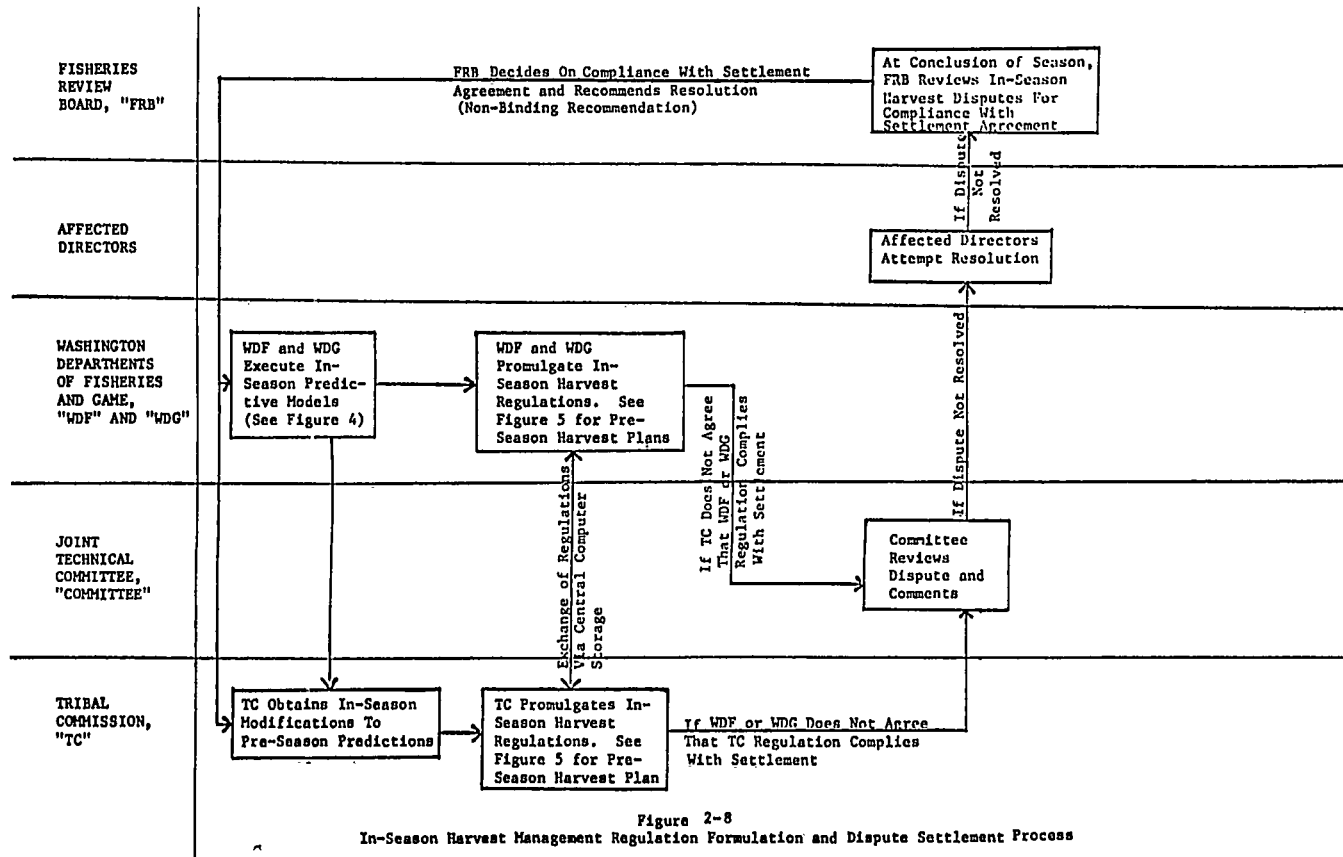 FISHERIES
REVIEW
BOARD, "FRB"
FRB Decides On Compliance With Settlement
Agreement and Recommends Resolution
(Non-Binding Recommendation)
At Conclusion of Season,
FRB Reviews In-Season
Harvest Disputes For
Compliance With
Settlement Agreement
If Dispute
Not
Resolved
AFFECTED
DIRECTORS
Affected Directors
Attempt Resolution
WASHINGTON
DEPARTMENTS
OF FISHERIES
AND GAME,
"WDF" AND "WDG"
WDF and WDG
Execute In-
Season Predic-
tive Models
(See Figure 4)
WDF and WDG
Promulgate In-
Season Harvest
Regulations. See
Figure 5 for Pre-
Season Harvest Plans
If TC Does Not Agree
That WDF or WDG
Regulation Complies
With Settlement
If Dispute Not Resolved
JOINT
TECHNICAL
COMMITTEE,
"COMMITTEE"
Exchange of Regulations
Via Central Computer
Storage
Committee
Reviews
Dispute and
Comments
TRIBAL
COMMISSION,
"TC"
TC Obtains In-Season
Modifications To
Pre-Season Predictions
TC Promulgates In-
Season Harvest
Regulations. See
Figure 5 for Pre-
Season Harvest Plan
If WDF or WDG Does Not Agree
That TC Regulation Complies
With Settlement
Figure 2-8
In-Season Harvest Management Regulation Formulation and Dispute Settlement Process